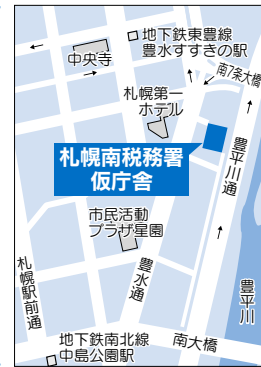 地下鉄東豊線
豊水すすきの駅
中央寺
南7条大橋
札幌第一
ホテル
札幌南税務署
仮庁舎
豊平川通
市民活動
プラザ星園
札幌駅前通
豊水通
豊平川
地下鉄南北線
中島公園駅
南大橋